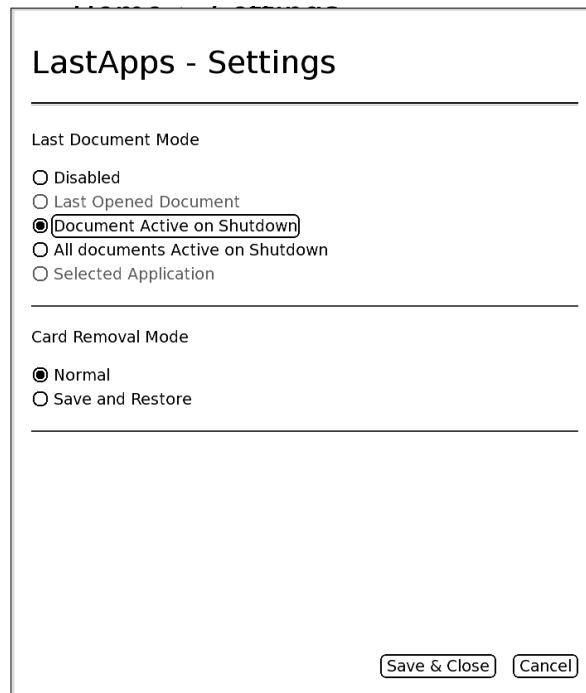 LastApps - Settings
Last Document Mode
Disabled
Last Opened Document
Document Active on Shutdown
All documents Active on Shutdown
Selected Application
Card Removal Mode
Normal
Save and Restore
Save & Close
Cancel